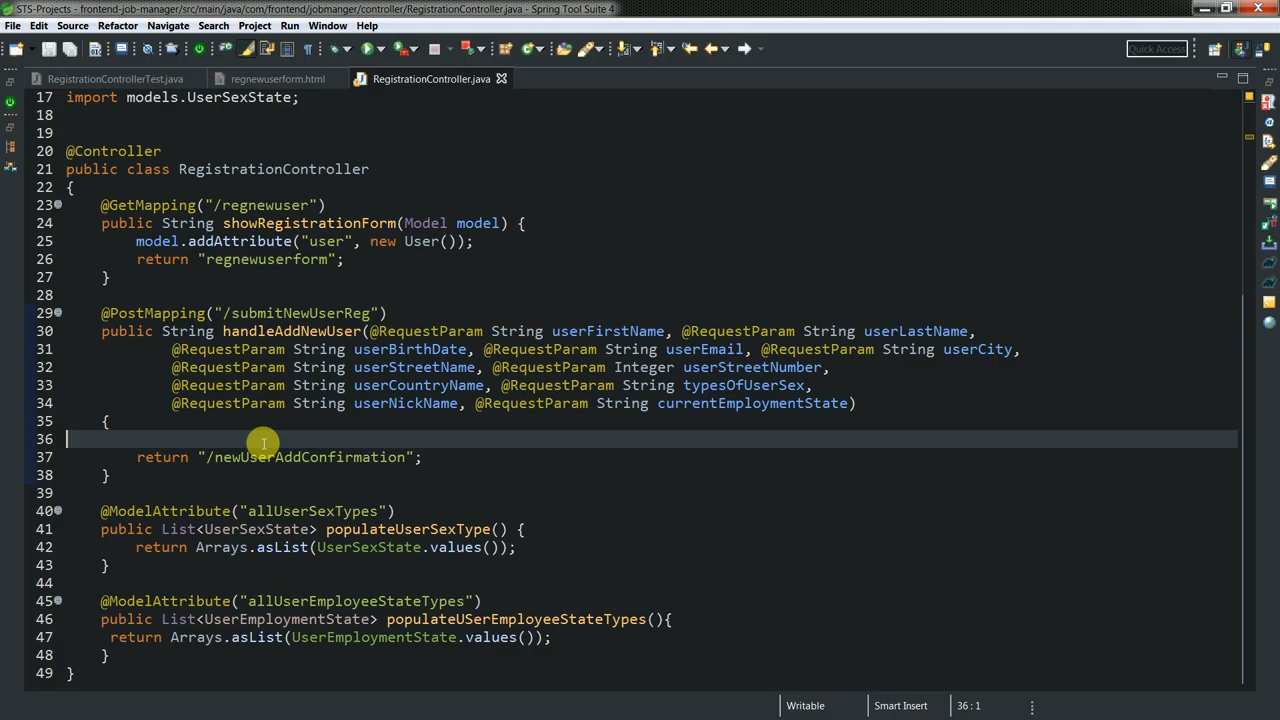 STS-Projects - frontend-job-manager/src/main/java/com/frontend/jobmanger/controller/RegistrationController.java - Spring Tool Suite 4
File Edit Source Refactor Navigate Search Project Run Window Help
Quick Access
RegistrationControllerTest.java regnewuserform.html RegistrationController.java
17 import models.UserSexState;
18
19
20 @Controller
21 public class RegistrationController
22 {
23 @GetMapping("/regnewuser")
24 public String showRegistrationForm(Model model) {
25 model.addAttribute("user", new User());
26 return "regnewuserform";
27 }
28
29 @PostMapping("/submitNewUserReg")
30 public String handleAddNewUser(@RequestParam String userFirstName, @RequestParam String userLastName,
31 @RequestParam String userBirthDate, @RequestParam String userEmail, @RequestParam String userCity,
32 @RequestParam String userStreetName, @RequestParam Integer userStreetNumber,
33 @RequestParam String userCountryName, @RequestParam String typesOfUserSex,
34 @RequestParam String userNickName, @RequestParam String currentEmploymentState)
35 {
36
37 return "/newUserAddConfirmation";
38 }
39
40 @ModelAttribute("allUserSexTypes")
41 public List<UserSexState> populateUserSexType() {
42 return Arrays.asList(UserSexState.values());
43 }
44
45 @ModelAttribute("allUserEmployeeStateTypes")
46 public List<UserEmploymentState> populateUSerEmployeeStateTypes(){
47 return Arrays.asList(UserEmploymentState.values());
48 }
49 }
Writable Smart Insert 36 : 1